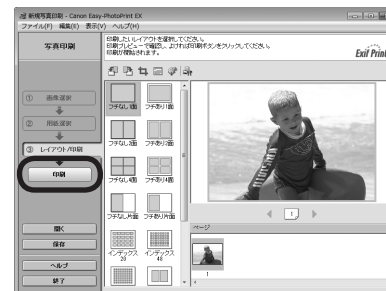 新規写真印刷 - Canon Easy-PhotoPrint EX
ファイル(F) 編集(E) 表示(V) ヘルプ(H)
写真印刷
印刷したいレイアウトを選択してください。
印刷プレビューで確認し、よければ印刷ボタンをクリックしてください。
印刷が開始されます。
Exif Print
① 画像選択
② 用紙選択
③ レイアウト/印刷
印刷
開く
保存
ヘルプ
終了
フチなし1面 フチあり1面
フチなし2面 フチあり2面
フチなし4面 フチあり4面
フチなし片面 フチあり片面
インデックス 20 インデックス
1
ページ
1